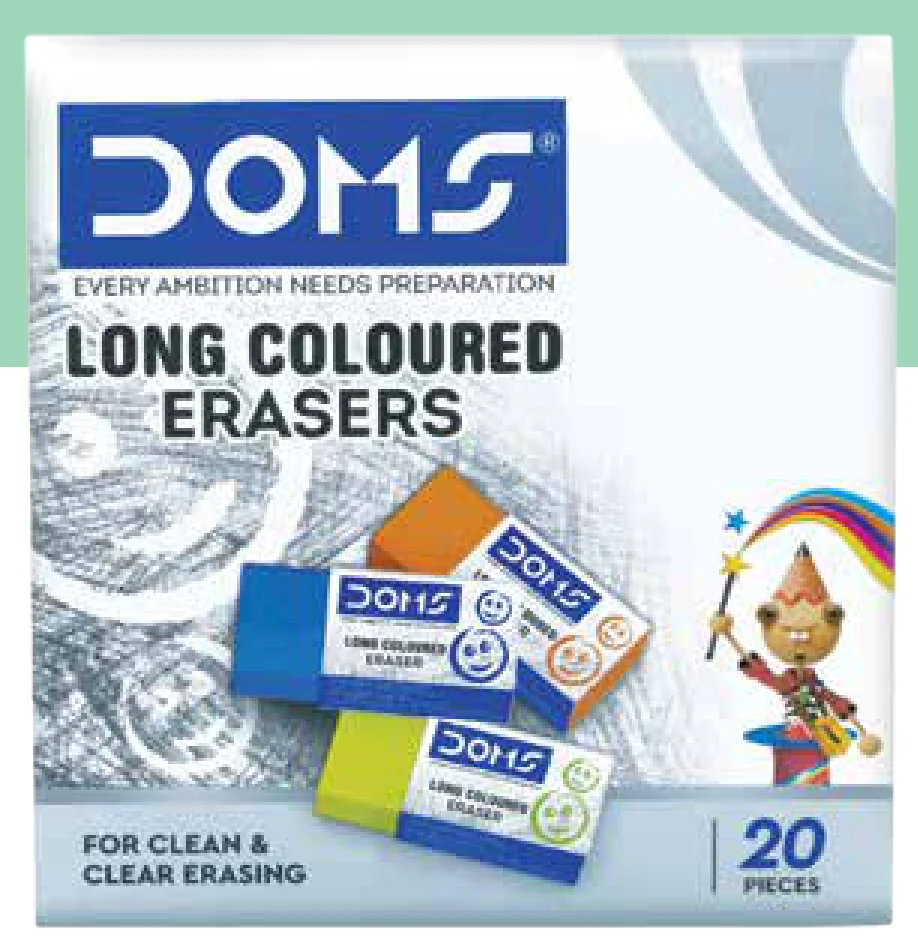 DOMS®
EVERY AMBITION NEEDS PREPARATION
LONG COLOURED
ERASERS
DOMS
DOMS
LONG COLOURED
ERASER
DOMS
LONG COLOURED
ERASER
FOR CLEAN &
CLEAR ERASING
20
PIECES